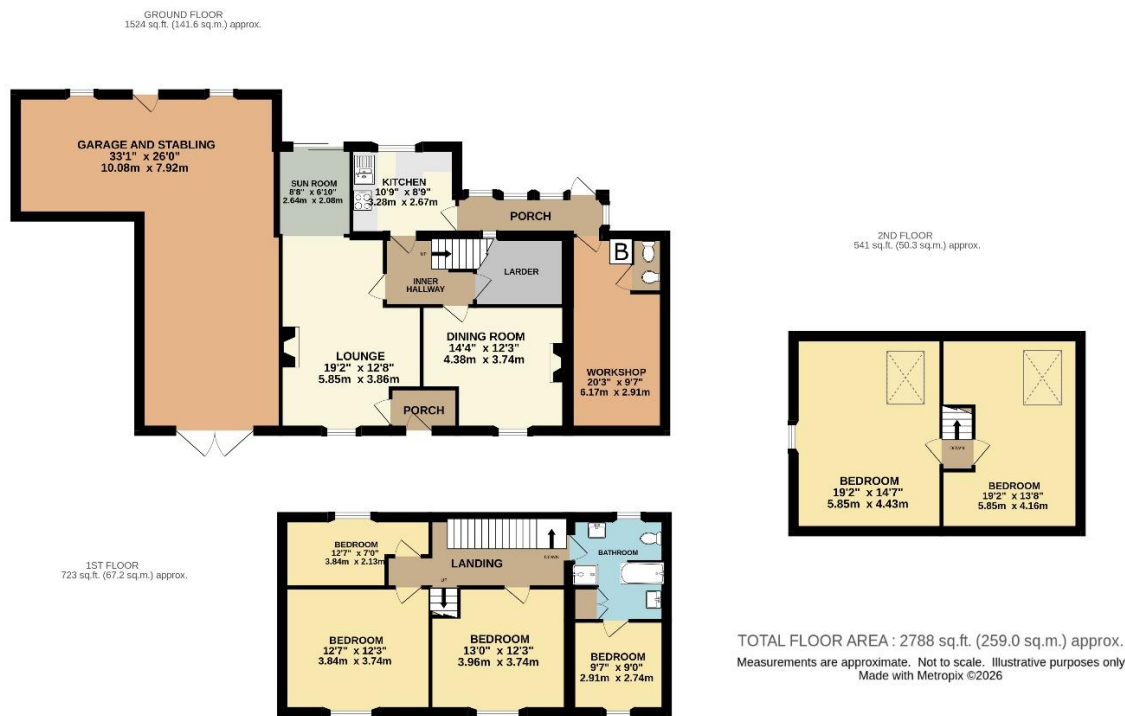 GROUND FLOOR
1524 sq.ft. (141.6 sq.m.) approx.
GARAGE AND STABLING
33'1" x 26'0"
10.08m x 7.92m
SUN ROOM
8'8" x 6'10"
2.64m x 2.08m
KITCHEN
10'9" x 8'9"
3.28m x 2.67m
PORCH
UP
INNER
HALLWAY
LARDER
B
LOUNGE
19'2" x 12'8"
5.85m x 3.86m
DINING ROOM
14'4" x 12'3"
4.38m x 3.74m
WORKSHOP
20'3" x 9'7"
6.17m x 2.91m
PORCH
2ND FLOOR
541 sq.ft. (50.3 sq.m.) approx.
DOWN
BEDROOM
19'2" x 14'7"
5.85m x 4.43m
BEDROOM
19'2" x 13'8"
5.85m x 4.16m
1ST FLOOR
723 sq.ft. (67.2 sq.m.) approx.
BEDROOM
12'7" x 7'0"
3.84m x 2.13m
LANDING
DOWN
UP
BATHROOM
BEDROOM
12'7" x 12'3"
3.84m x 3.74m
BEDROOM
13'0" x 12'3"
3.96m x 3.74m
BEDROOM
9'7" x 9'0"
2.91m x 2.74m
TOTAL FLOOR AREA : 2788 sq.ft. (259.0 sq.m.) approx.
Measurements are approximate. Not to scale. Illustrative purposes only
Made with Metropix ©2026